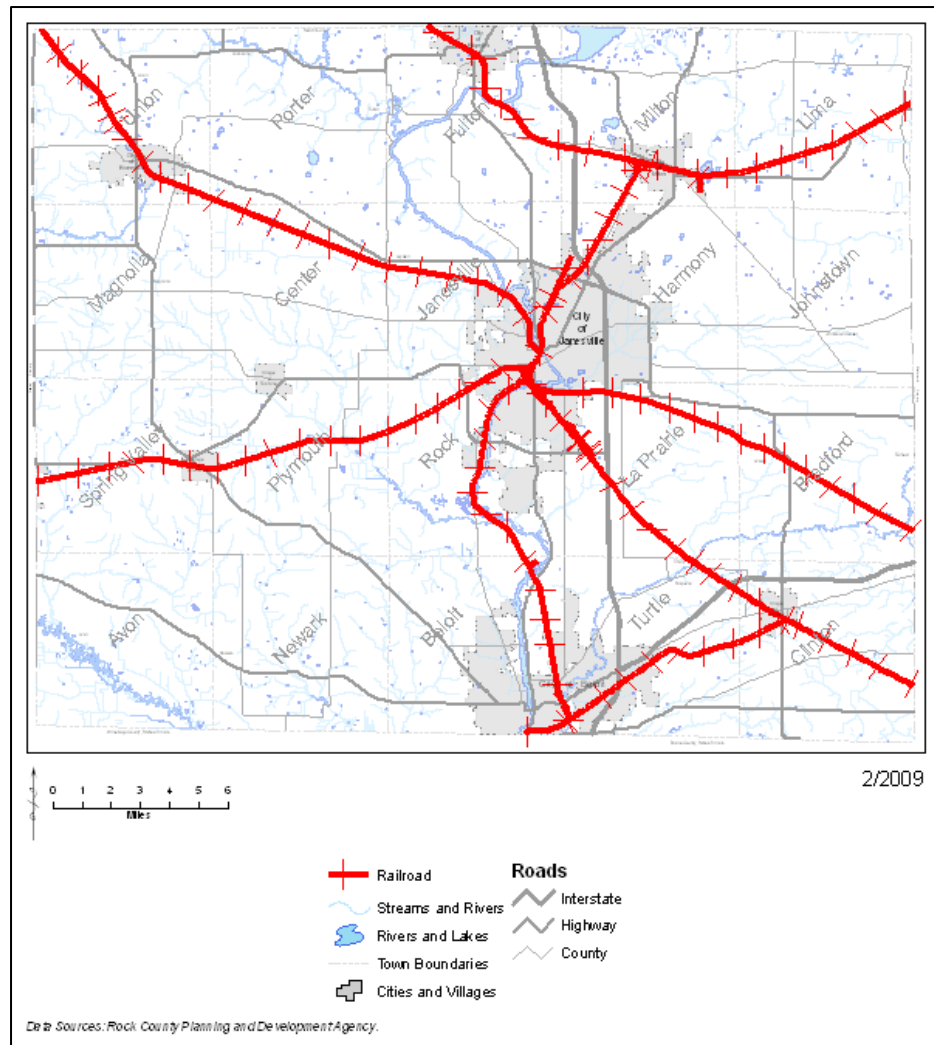 Union
Porter
Fulton
Milton
Lima
Magnolia
Center
Janesville
Harmony
Johnstown
City
of
Janesville
Spring Valley
Plymouth
Rock
La Prairie
Bradford
Avon
Newark
Beloit
Turtle
Clinton
2/2009
0 1 2 3 4 5 6
Miles
Railroad
Streams and Rivers
Rivers and Lakes
Town Boundaries
Cities and Villages
Roads
Interstate
Highway
County
Data Sources: Rock County Planning and Development Agency.